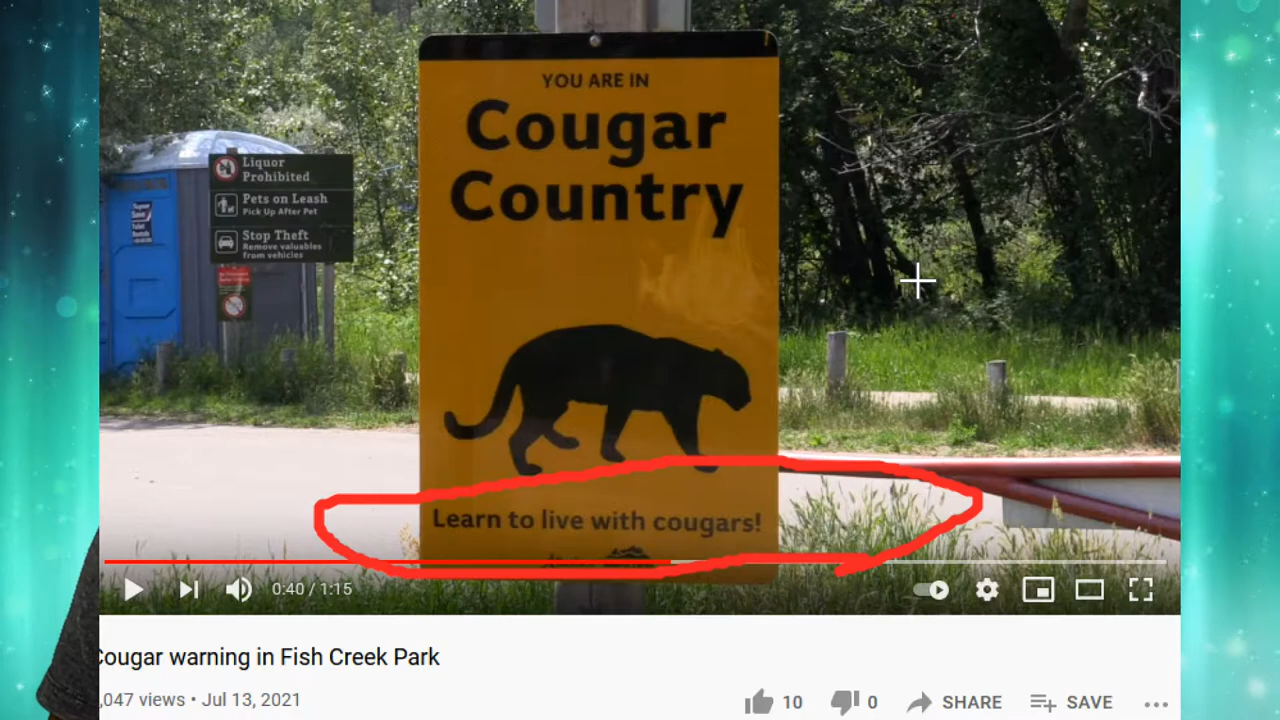 YOU ARE IN
Cougar
Country
Liquor
Prohibited
Pets on Leash
Pick Up After Pet
Stop Theft
Remove valuables
from vehicles
Learn to live with cougars!
0:40 / 1:15
Cougar warning in Fish Creek Park
,047 views • Jul 13, 2021
10
0
SHARE
SAVE